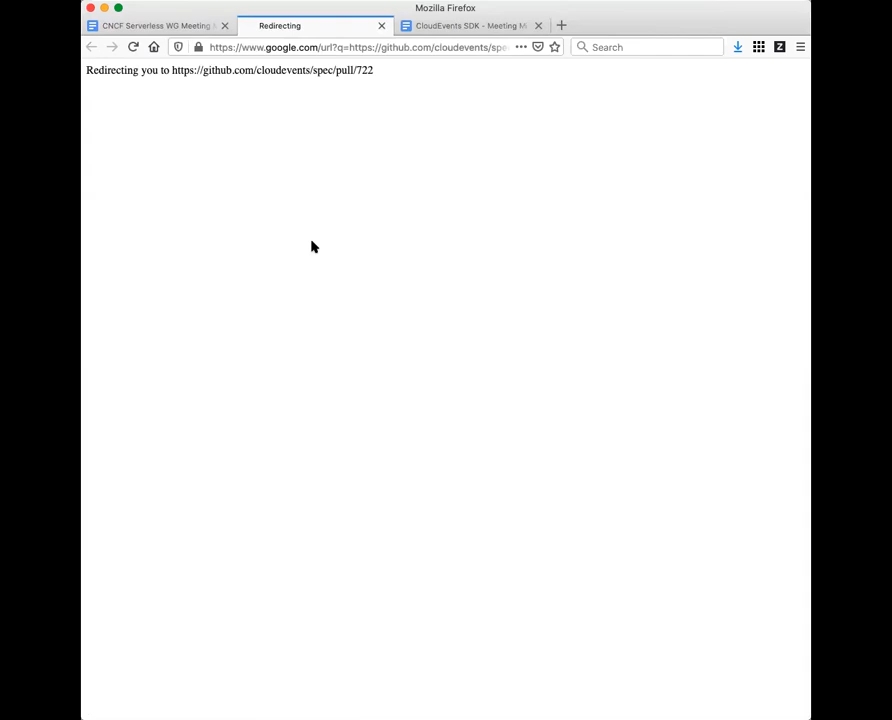 Mozilla Firefox
CNCF Serverless WG Meeting
Redirecting
CloudEvents SDK - Meeting M
https://www.google.com/url?q=https://github.com/cloudevents/spe
Search
Z
Redirecting you to https://github.com/cloudevents/spec/pull/722